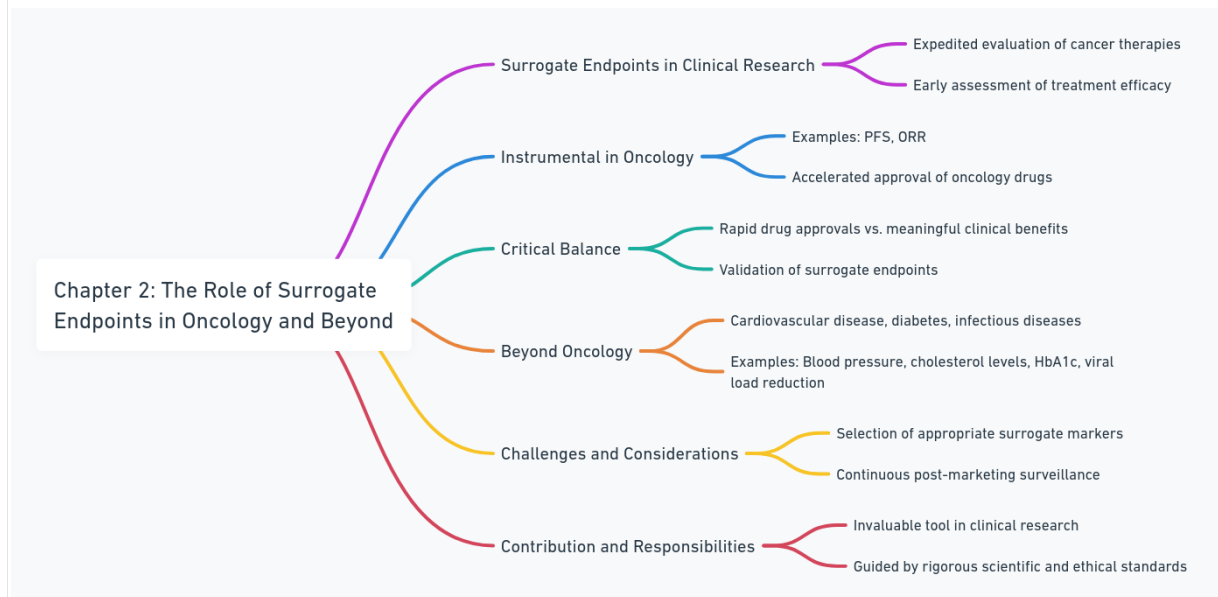 Chapter 2: The Role of Surrogate
Endpoints in Oncology and Beyond
Surrogate Endpoints in Clinical Research
Expedited evaluation of cancer therapies
Early assessment of treatment efficacy
Instrumental in Oncology
Examples: PFS, ORR
Accelerated approval of oncology drugs
Critical Balance
Rapid drug approvals vs. meaningful clinical benefits
Validation of surrogate endpoints
Beyond Oncology
Cardiovascular disease, diabetes, infectious diseases
Examples: Blood pressure, cholesterol levels, HbA1c, viral
load reduction
Challenges and Considerations
Selection of appropriate surrogate markers
Continuous post-marketing surveillance
Contribution and Responsibilities
Invaluable tool in clinical research
Guided by rigorous scientific and ethical standards